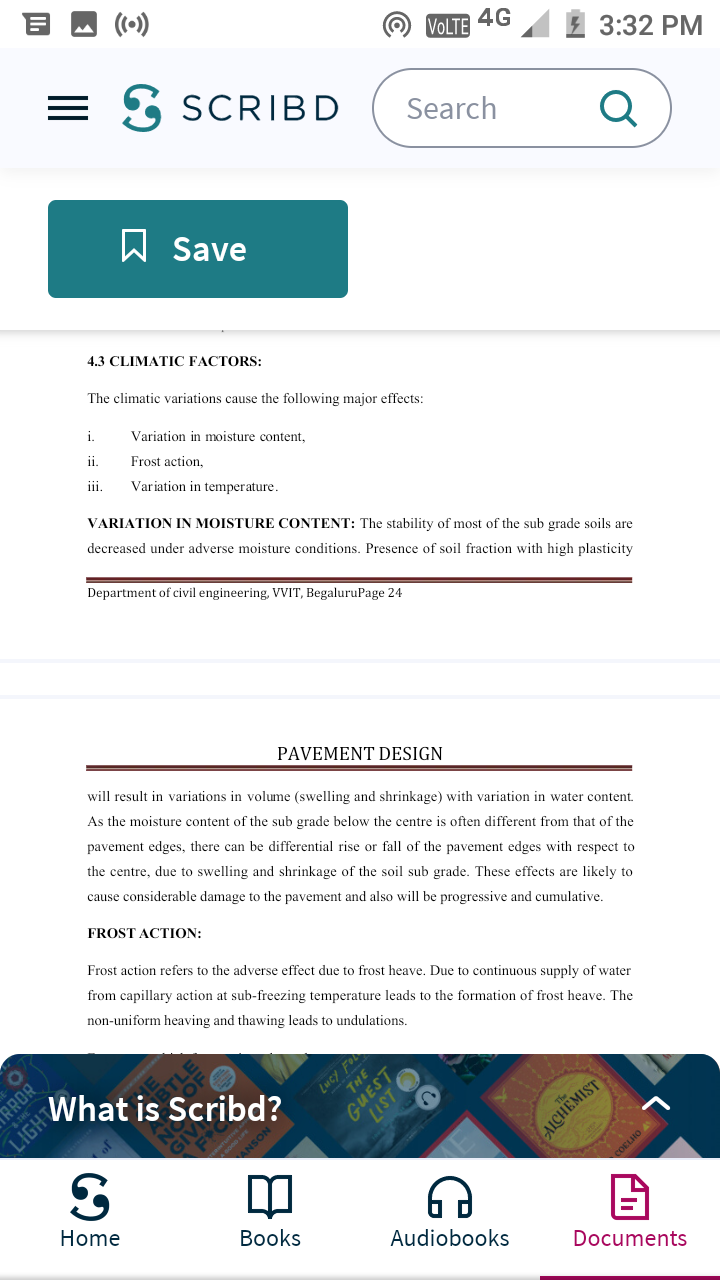 VoLTE 4G 3:32 PM
SCRIBD
Search
Save
4.3 CLIMATIC FACTORS:
The climatic variations cause the following major effects:
i. Variation in moisture content,
ii. Frost action,
iii. Variation in temperature.
VARIATION IN MOISTURE CONTENT: The stability of most of the sub grade soils are
decreased under adverse moisture conditions. Presence of soil fraction with high plasticity
Department of civil engineering, VVIT, BegaluruPage 24
PAVEMENT DESIGN
will result in variations in volume (swelling and shrinkage) with variation in water content.
As the moisture content of the sub grade below the centre is often different from that of the
pavement edges, there can be differential rise or fall of the pavement edges with respect to
the centre, due to swelling and shrinkage of the soil sub grade. These effects are likely to
cause considerable damage to the pavement and also will be progressive and cumulative.
FROST ACTION:
Frost action refers to the adverse effect due to frost heave. Due to continuous supply of water
from capillary action at sub-freezing temperature leads to the formation of frost heave. The
non-uniform heaving and thawing leads to undulations.
What is Scribd?
THE
GUEST
LIST
The
ALCHEMIST
COELHO
Home Books Audiobooks Documents